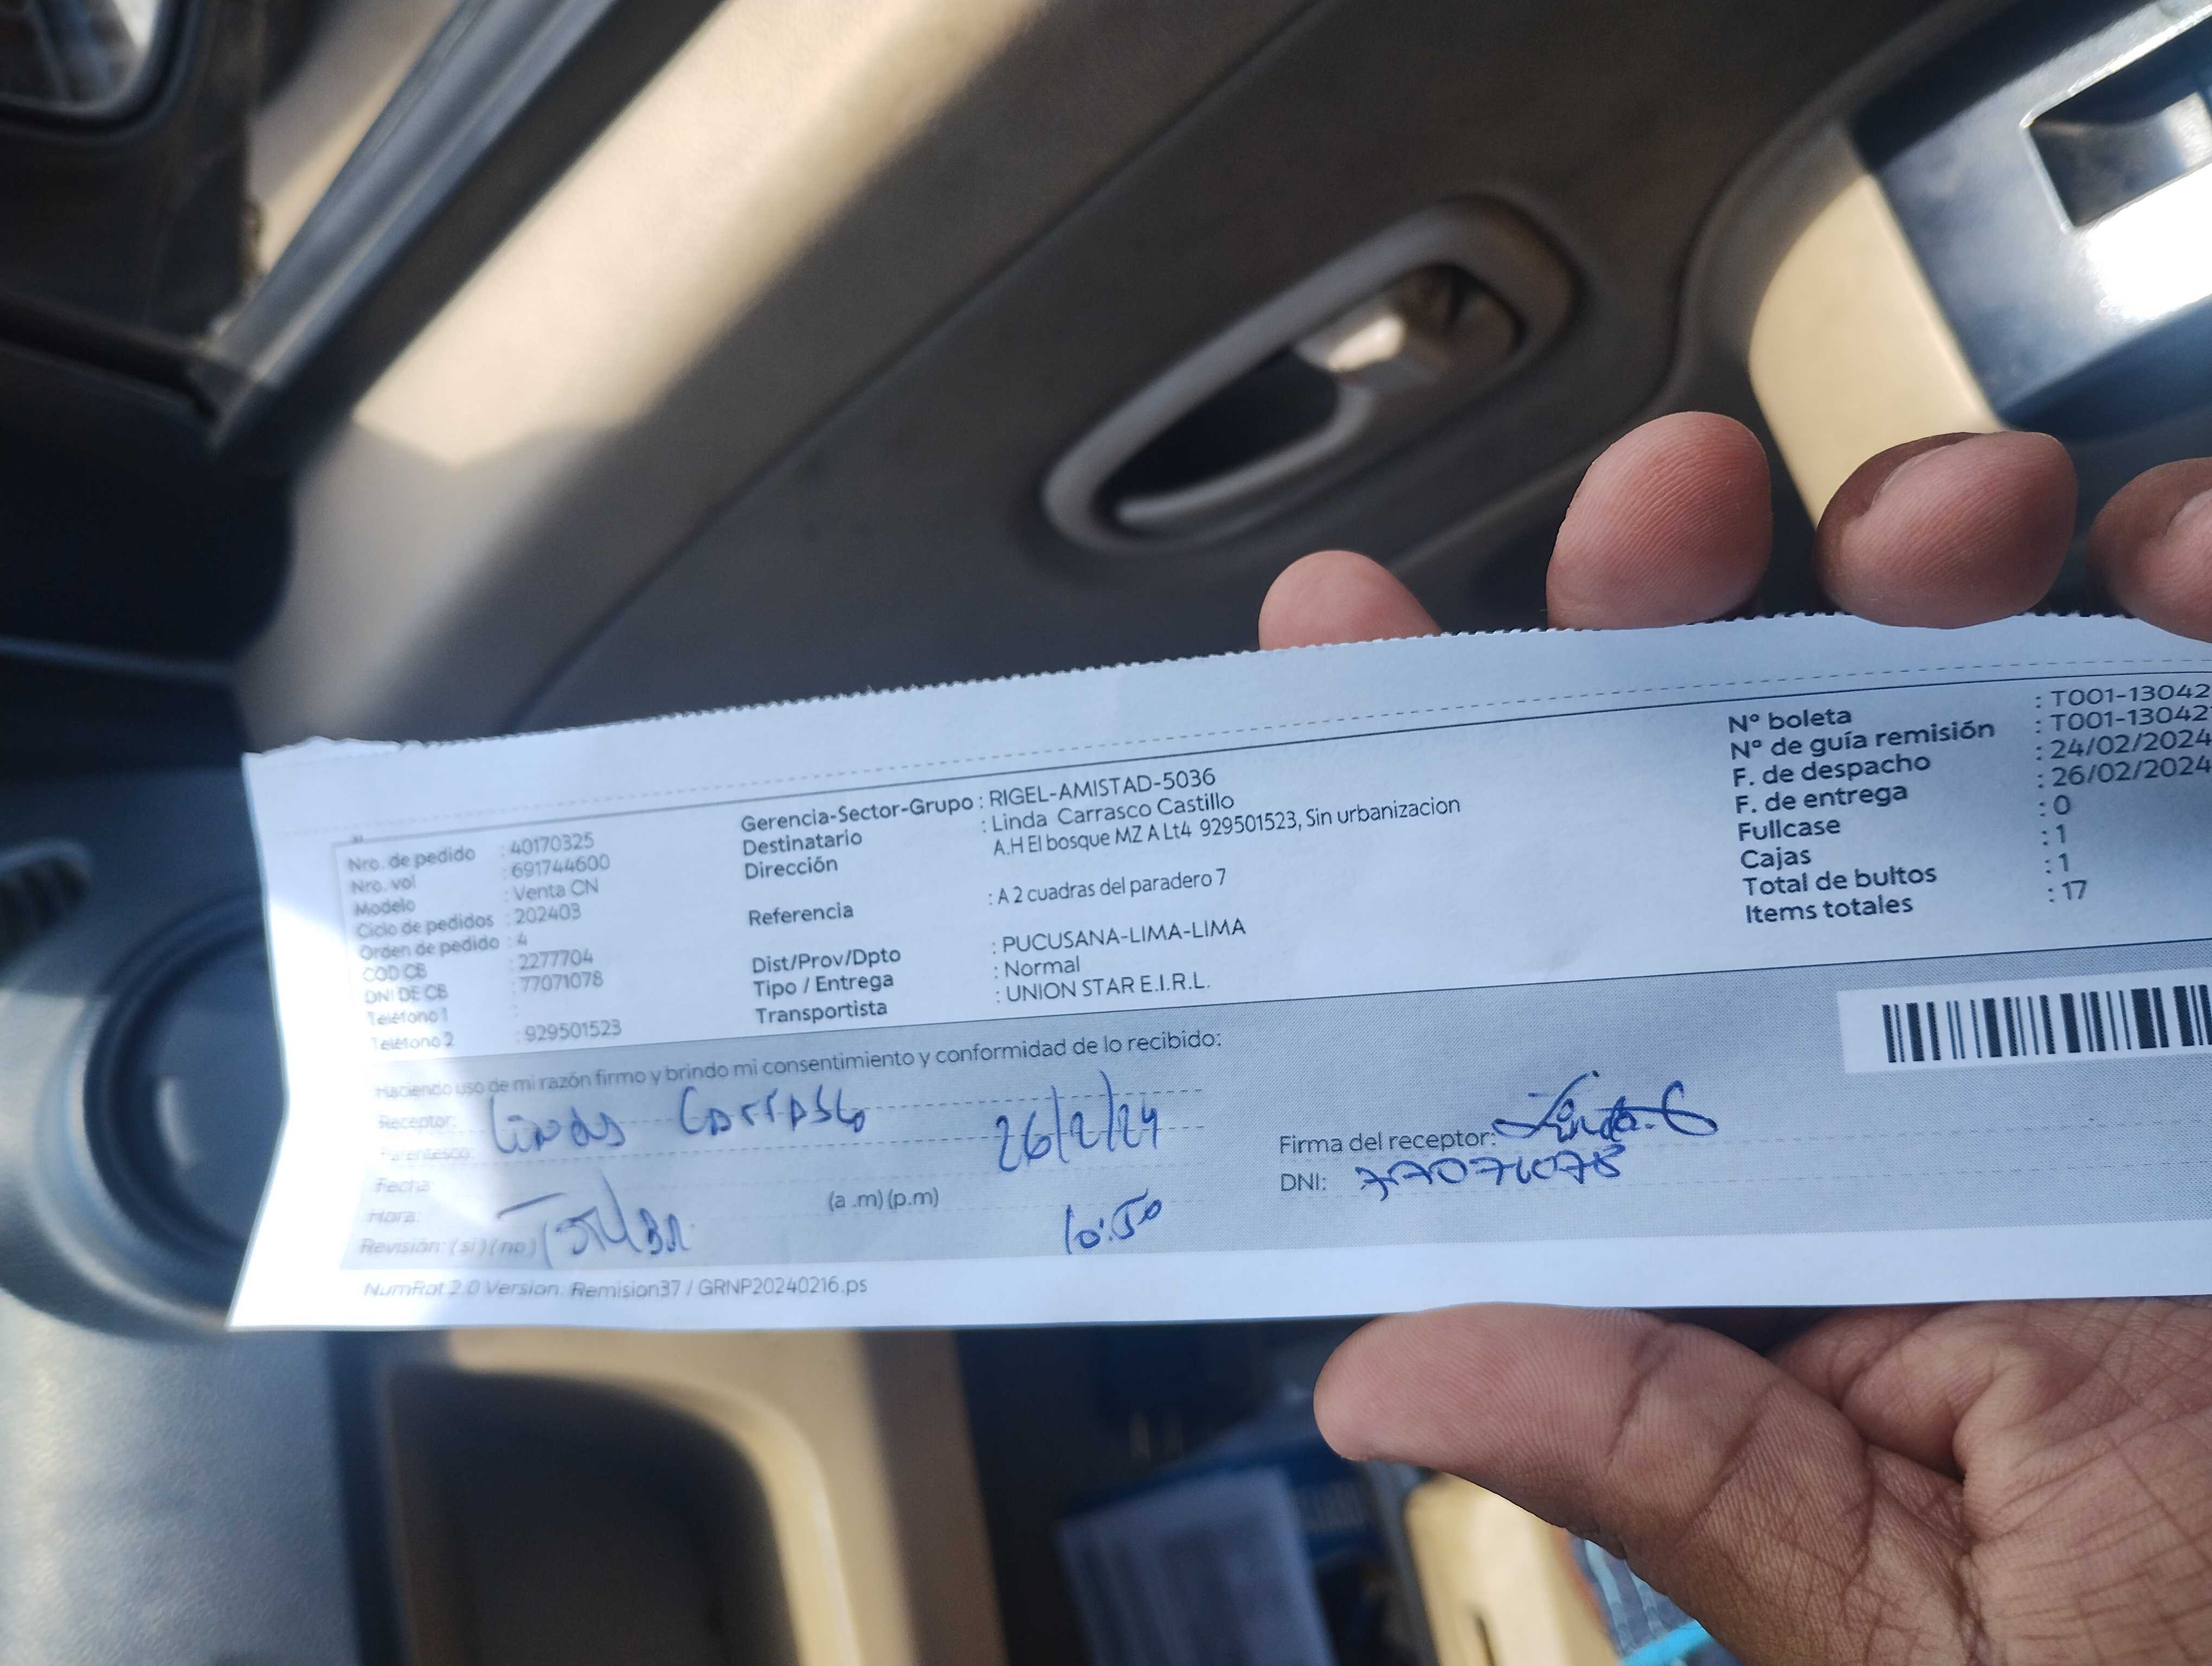 Nro. de pedido : 40170325
Nro. vol : 691744600
Modelo : Venta CN
Ciclo de pedidos : 202403
Orden de pedido : 4
COD CB : 2277704
DNI DE CB : 77071078
Teléfono 1 :
Teléfono 2 : 929501523
Gerencia-Sector-Grupo : RIGEL-AMISTAD-5036
Destinatario : Linda Carrasco Castillo
Dirección A.H El bosque MZ A Lt4 929501523, Sin urbanizacion
Referencia : A 2 cuadras del paradero 7
Dist/Prov/Dpto : PUCUSANA-LIMA-LIMA
Tipo / Entrega : Normal
Transportista : UNION STAR E.I.R.L.
Nº boleta : T001-13042
Nº de guía remisión : T001-13042
F. de despacho : 24/02/2024
F. de entrega : 26/02/2024
Fullcase : 0
Cajas : 1
Total de bultos : 1
Items totales : 17
Haciendo uso de mi razón firmo y brindo mi consentimiento y conformidad de lo recibido:
Receptor: Linda Carrasco 26/2/24
Parentesco:
Fecha:
Hora: (a .m) (p.m) 10:50
Revisión: (si) (no)
Firma del receptor: Linda C
DNI: 77071078
NumRot 2.0 Version: Remision37 / GRNP20240216.ps